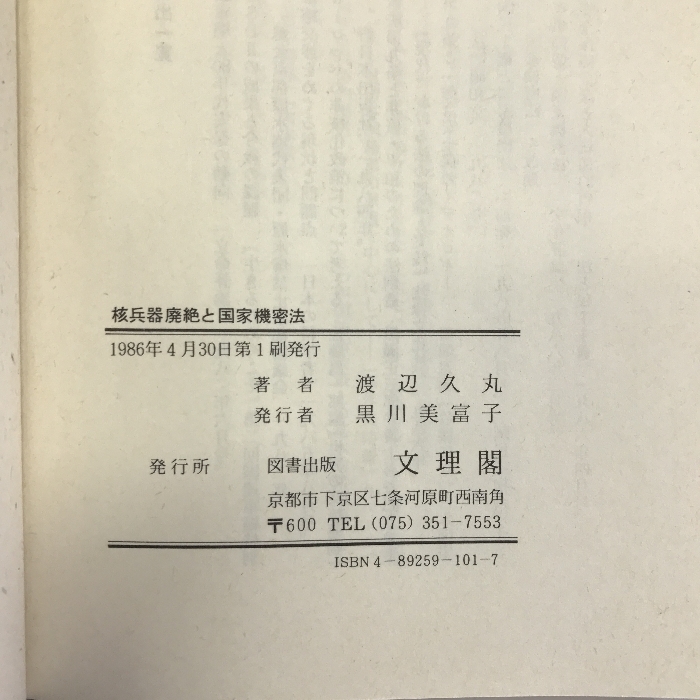 核兵器廃絶と国家機密法
1986年4月30日第1刷発行
著者 渡辺久丸
発行者 黒川美富子
発行所 図書出版 文理閣
京都市下京区七条河原町西南角
〒600 TEL (075) 351-7553
ISBN4-89259-101-7